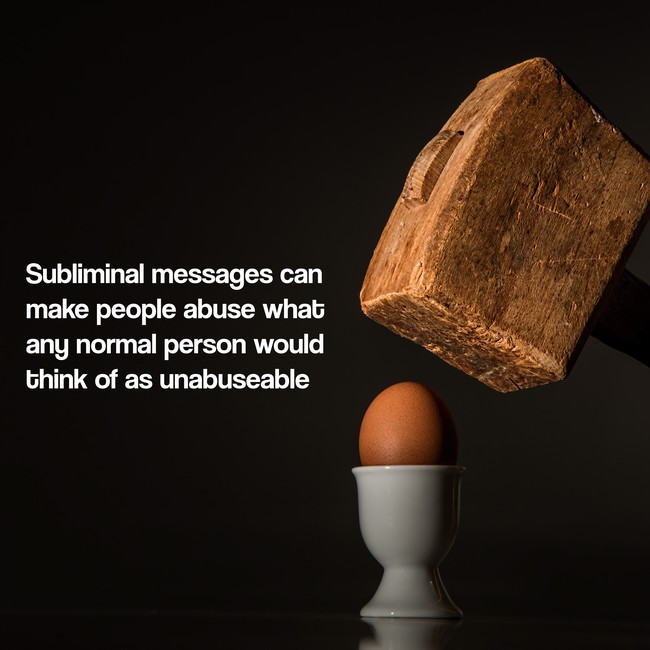 Subliminal messages can
make people abuse what
any normal person would
think of as unabuseable